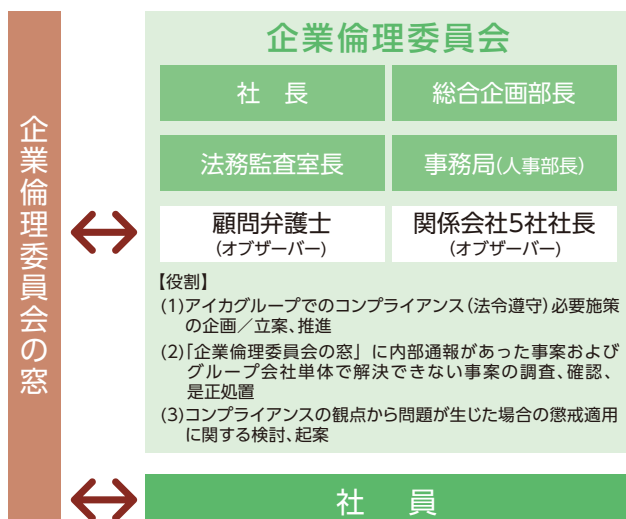 企業倫理委員会の窓
企業倫理委員会
社 長
総合企画部長
法務監査室長
事務局(人事部長)
顧問弁護士
(オブザーバー)
関係会社5社社長
(オブザーバー)
【役割】
(1)アイカグループでのコンプライアンス(法令遵守)必要施策
の企画/立案、推進
(2)「企業倫理委員会の窓」に内部通報があった事案および
グループ会社単体で解決できない事案の調査、確認、
是正処置
(3)コンプライアンスの観点から問題が生じた場合の懲戒適用
に関する検討、起案
社 員